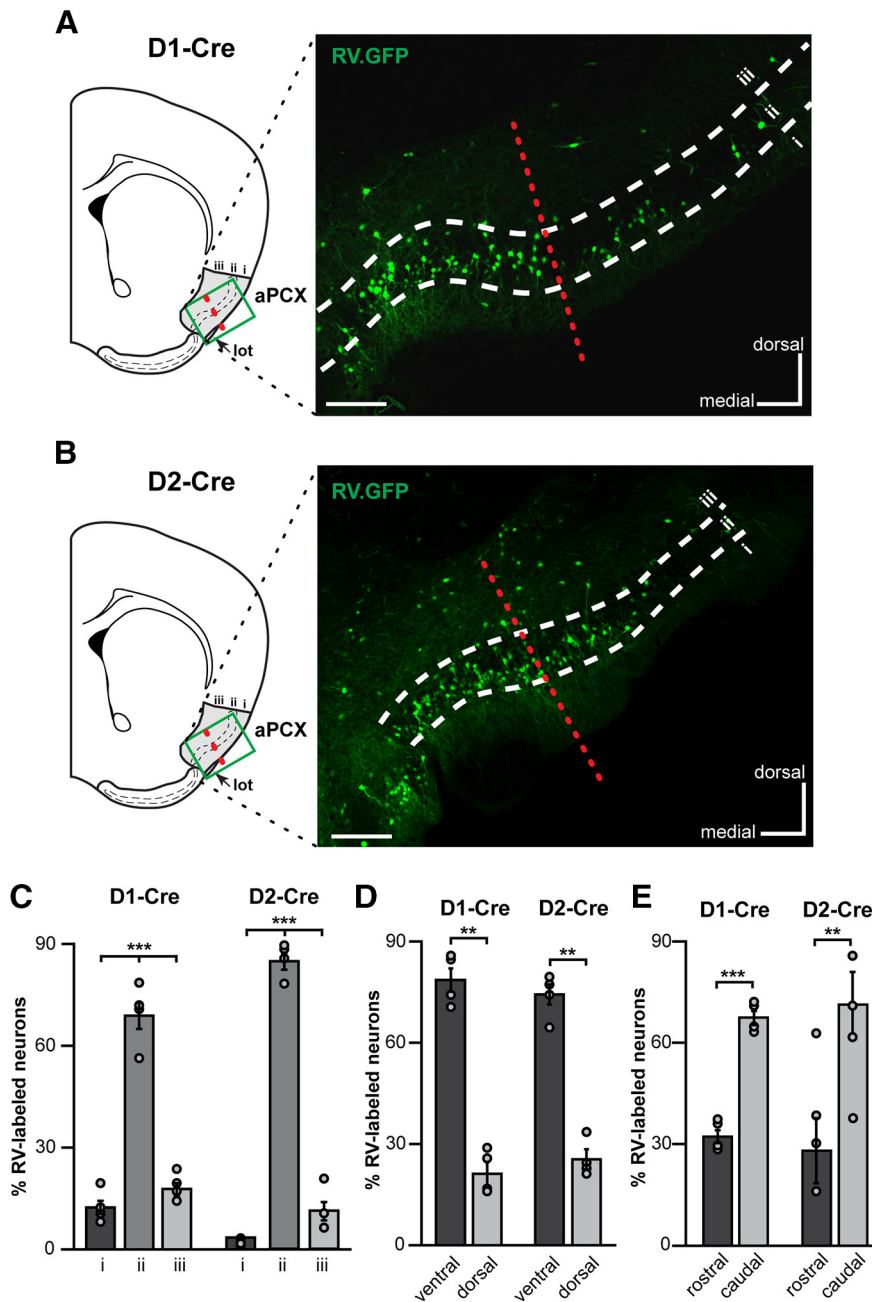 A
D1-Cre
RV.GFP
iii
ii
i
iii ii i
aPCX
lot
dorsal
medial
B
D2-Cre
RV.GFP
iii
ii
i
iii ii i
aPCX
lot
dorsal
medial
C
D1-Cre D2-Cre
*** ***
% RV-labeled neurons
90
60
30
0
i ii iii i ii iii
D
D1-Cre D2-Cre
** **
% RV-labeled neurons
90
60
30
0
ventral dorsal ventral dorsal
E
D1-Cre D2-Cre
*** **
% RV-labeled neurons
90
60
30
0
rostral caudal rostral caudal